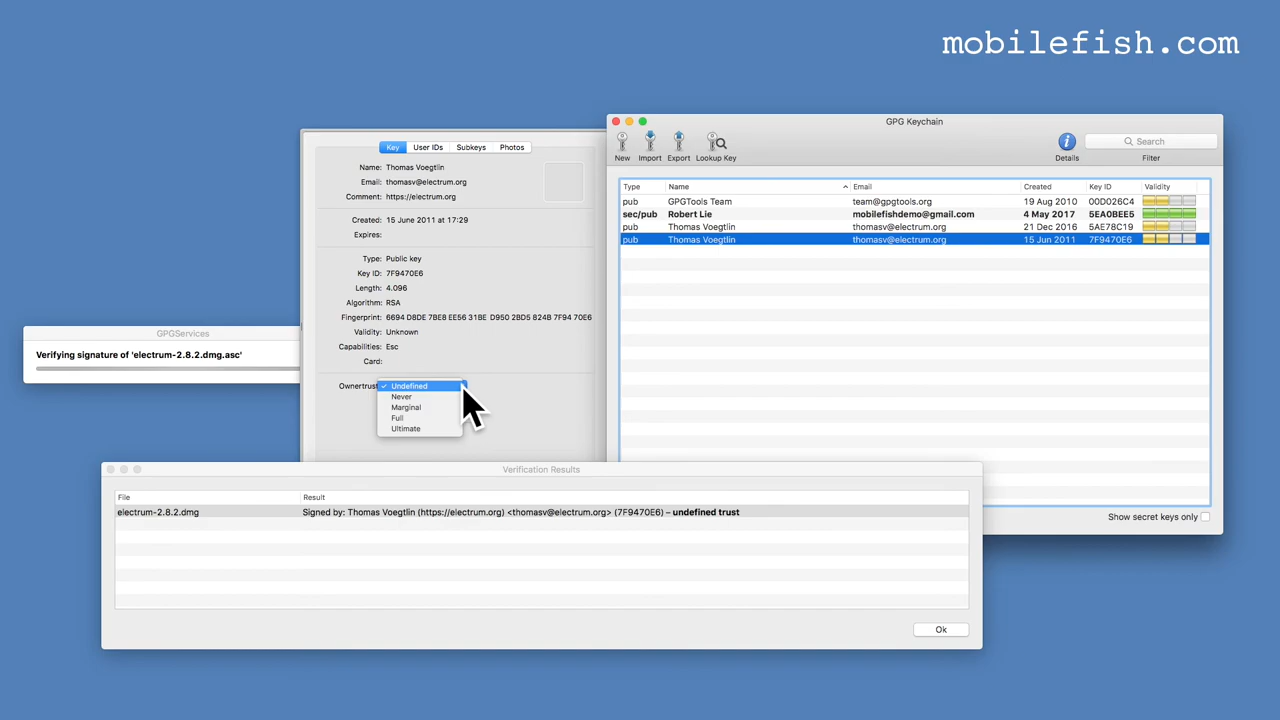 mobilefish.com
GPG Keychain
New Import Export Lookup Key Details Search Filter
Type Name Email Created Key ID Validity
pub GPGTools Team team@gpgtools.org 19 Aug 2010 00D026C4
sec/pub Robert Lie mobilefishdemo@gmail.com 4 May 2017 5EA0BEE5
pub Thomas Voegtlin thomasv@electrum.org 21 Dec 2016 5AE78C19
pub Thomas Voegtlin thomasv@electrum.org 15 Jun 2011 7F9470E6
Show secret keys only
Key User IDs Subkeys Photos
Name: Thomas Voegtlin
Email: thomasv@electrum.org
Comment: https://electrum.org
Created: 15 June 2011 at 17:29
Expires:
Type: Public key
Key ID: 7F9470E6
Length: 4.096
Algorithm: RSA
Fingerprint: 6694 D8DE 7BE8 EE56 31BE D950 2BD5 824B 7F94 70E6
Validity: Unknown
Capabilities: Esc
Card:
Ownertrust ✓ Undefined
Never
Marginal
Full
Ultimate
GPGServices
Verifying signature of 'electrum-2.8.2.dmg.asc'
Verification Results
File Result
electrum-2.8.2.dmg Signed by: Thomas Voegtlin (https://electrum.org) <thomasv@electrum.org> (7F9470E6) – undefined trust
Ok